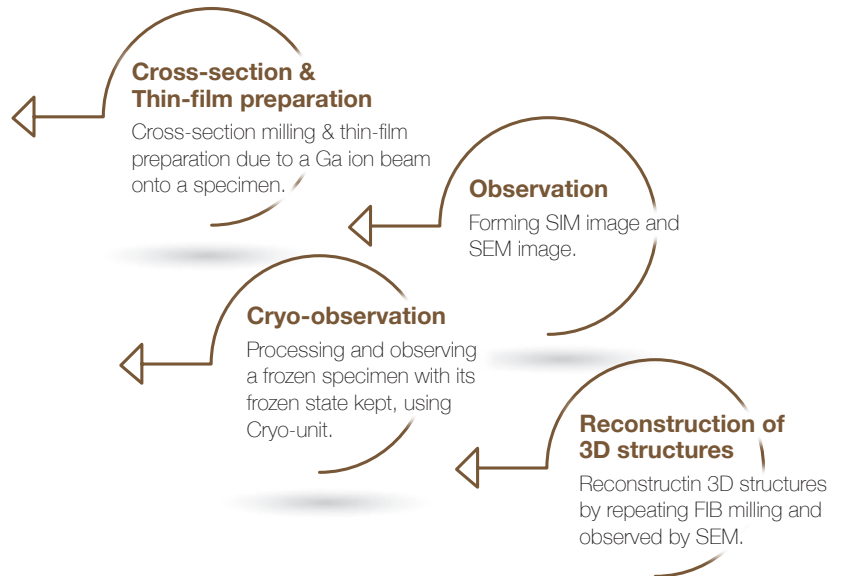 Cross-section &
Thin-film preparation
Cross-section milling & thin-film
preparation due to a Ga ion beam
onto a specimen.
Observation
Forming SIM image and
SEM image.
Cryo-observation
Processing and observing
a frozen specimen with its
frozen state kept, using
Cryo-unit.
Reconstruction of
3D structures
Reconstructin 3D structures
by repeating FIB milling and
observed by SEM.